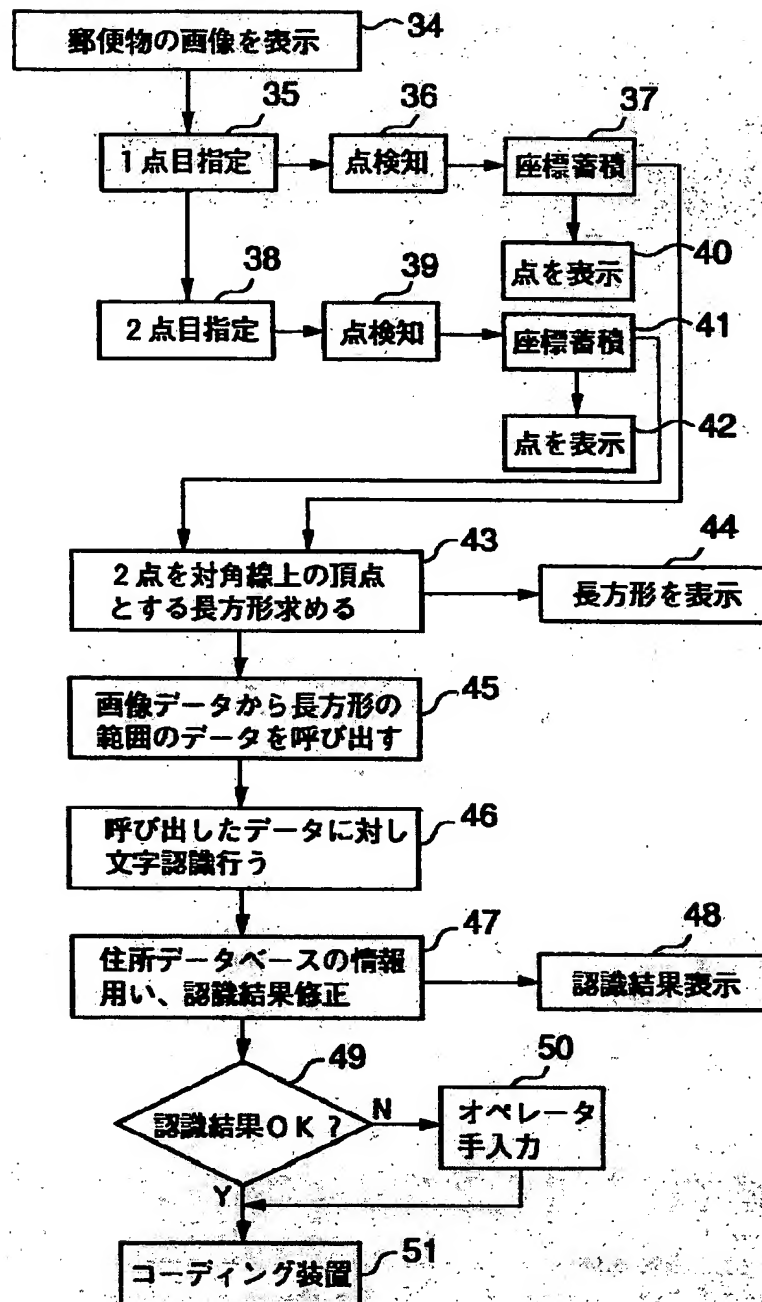 郵便物の画像を表示
34
35
36
37
1点目指定
点検知
座標蓄積
40
点を表示
38
39
41
2点目指定
点検知
座標蓄積
42
点を表示
43
44
2点を対角線上の頂点
とする長方形求める
長方形を表示
45
画像データから長方形の
範囲のデータを呼び出す
46
呼び出したデータに対し
文字認識行う
47
48
住所データベースの情報
用い、認識結果修正
認識結果表示
49
50
認識結果OK?
N
オペレータ
手入力
Y
51
コーディング装置